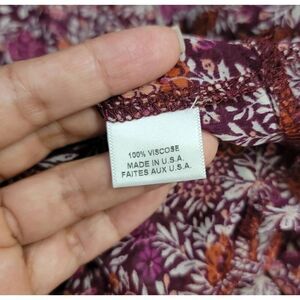 100% VISCOSE
MADE IN U.S.A.
FAITES AUX U.S.A.